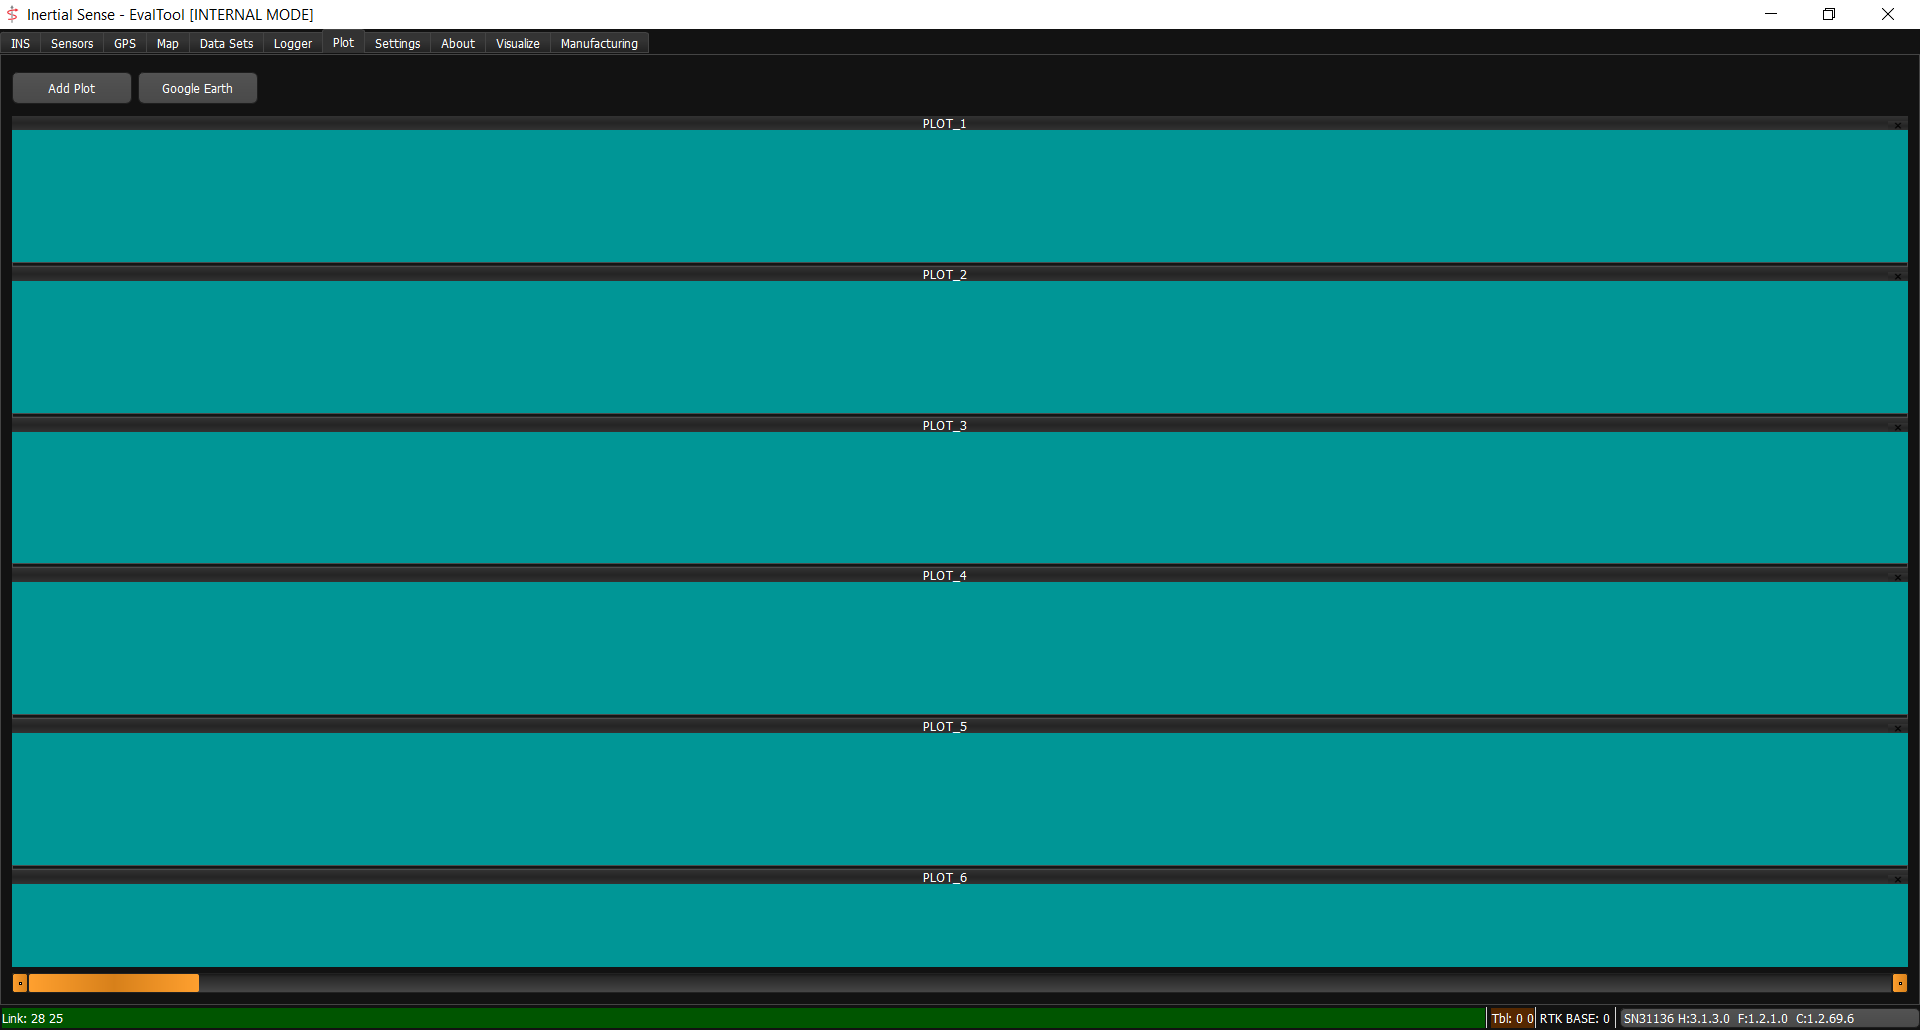 Inertial Sense - EvalTool [INTERNAL MODE]
INS Sensors GPS Map Data Sets Logger Plot Settings About Visualize Manufacturing
Add Plot Google Earth
PLOT_1
PLOT_2
PLOT_3
PLOT_4
PLOT_5
PLOT_6
Link: 28 25 Tbl: 0 0 RTK BASE: 0 SN31136 H:3.1.3.0 F:1.2.1.0 C:1.2.69.6